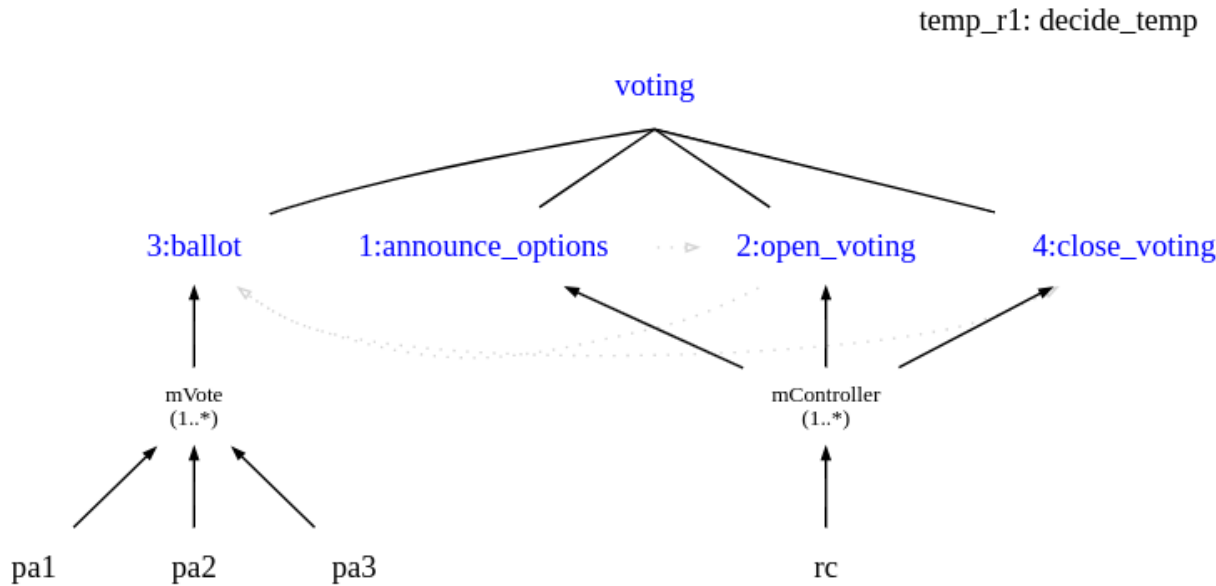 temp_r1: decide_temp
voting
3:ballot 1:announce_options 2:open_voting 4:close_voting
mVote mController
(1..*) (1..*)
pa1 pa2 pa3 rc